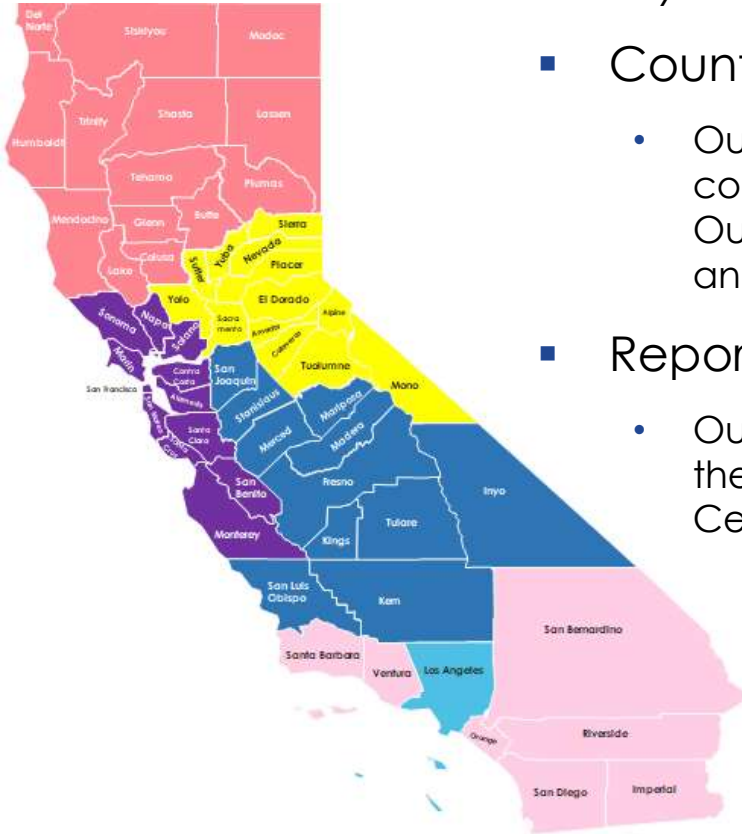 Del
Norte
Siskiyou
Modoc
Humboldt
Trinity
Shasta
Lassen
Tehama
Plumas
Mendocino
Glenn
Butte
Sierra
Colusa
Lake
Sutter
Yuba
Nevada
Placer
Yolo
El Dorado
Sonoma
Napa
Solano
Sacra
mento
Amador
Alpine
Calaveras
Tuolumne
Mono
Marin
Contra
Costa
San
Joaquin
San Francisco
Alameda
Stanislaus
Mariposa
San Mateo
Santa
Clara
Santa
Cruz
Merced
Madera
San
Benito
Fresno
Inyo
Monterey
Kings
Tulare
San Luis
Obispo
Kern
San Bernardino
Santa Barbara
Ventura
Los Angeles
Orange
Riverside
San Diego
Imperial
Count
Ou
co
Ou
an
Repor
Ou
the
Ce